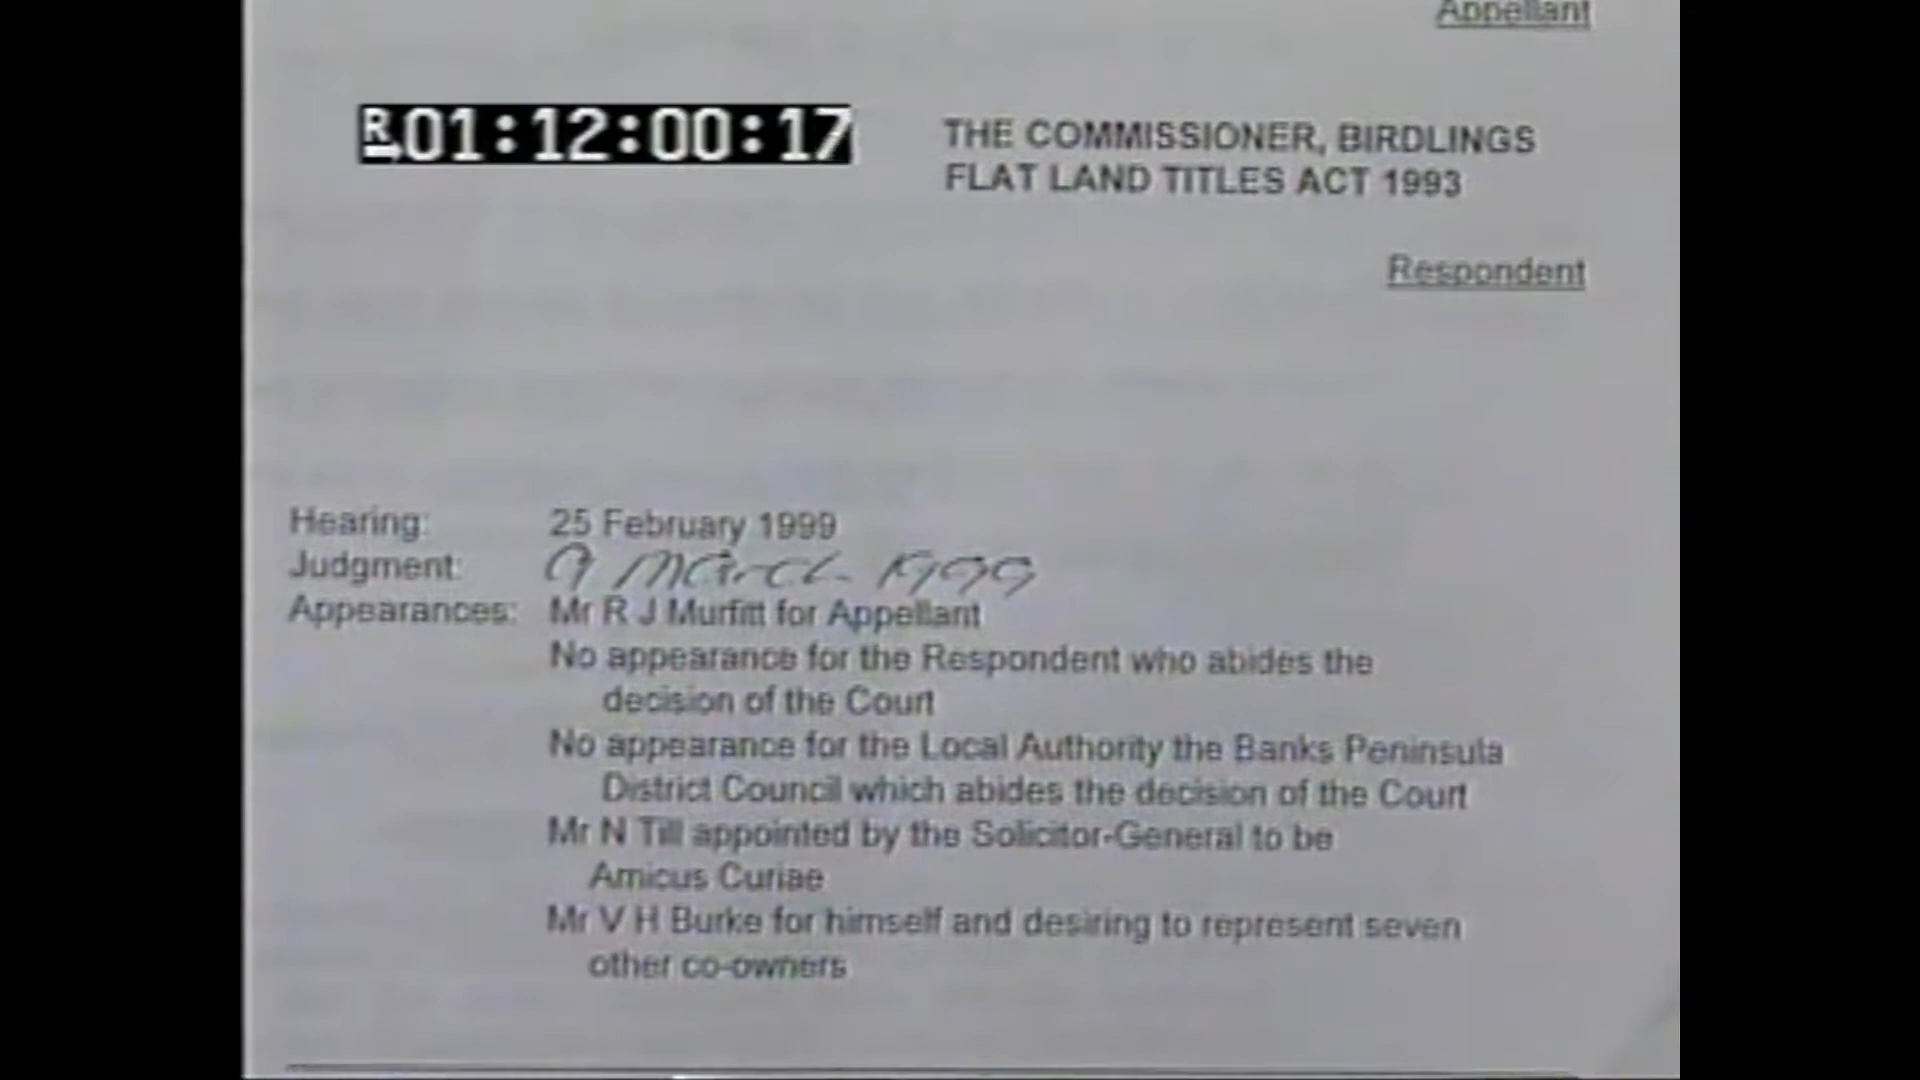 Appellant
R 01:12:00:17
THE COMMISSIONER, BIRDLINGS
FLAT LAND TITLES ACT 1993
Respondent
Hearing: 25 February 1999
Judgment: 9 March 1999
Appearances: Mr R J Murfitt for Appellant
No appearance for the Respondent who abides the
decision of the Court
No appearance for the Local Authority the Banks Peninsula
District Council which abides the decision of the Court
Mr N Till appointed by the Solicitor-General to be
Amicus Curiae
Mr V H Burke for himself and desiring to represent seven
other co-owners